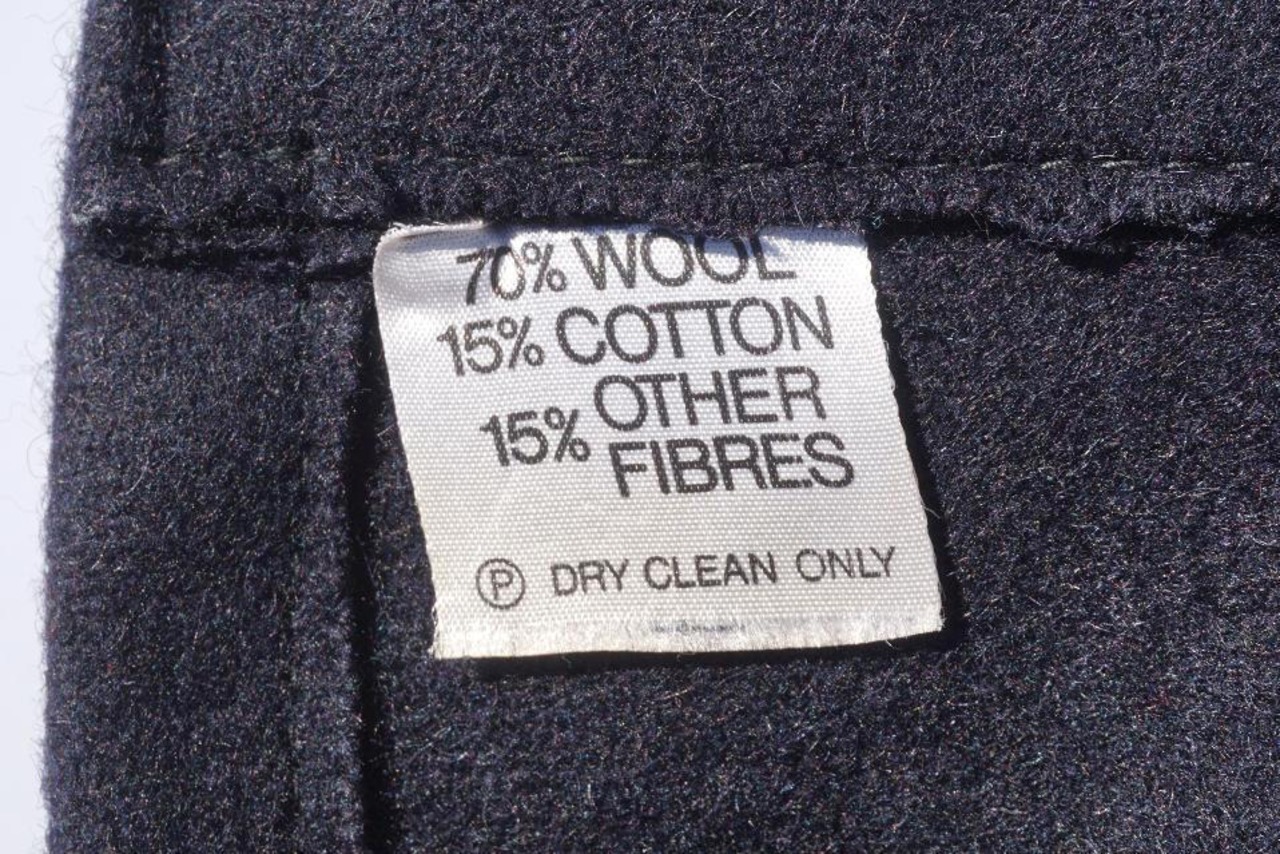 70% WOOL
15% COTTON
15% OTHER
FIBRES
Ⓟ DRY CLEAN ONLY